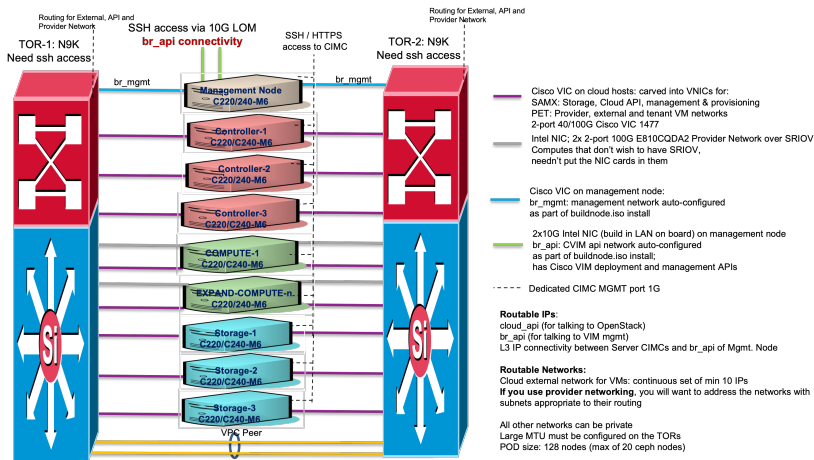 Routing for External, API and
Provider Network
SSH access via 10G LOM
br_api connectivity
SSH / HTTPS
access to CIMC
Routing for External, API and
Provider Network
TOR-1: N9K
Need ssh access
TOR-2: N9K
Need ssh access
br_mgmt
br_mgmt
Management Node
C220/240-M6
Controller-1
C220/C240-M6
Controller-2
C220/240-M6
Controller-3
C220/240-M6
COMPUTE-1
C220/C240-M6
EXPAND-COMPUTE-n.
C220/240-M6
Storage-1
C220/C240-M6
Storage-2
C220/240-M6
Storage-3
C220/C240-M6
Si
Si
VPC Peer
Cisco VIC on cloud hosts: carved into VNICs for:
SAMX: Storage, Cloud API, management & provisioning
PET: Provider, external and tenant VM networks
2-port 40/100G Cisco VIC 1477
Intel NIC; 2x 2-port 100G E810CQDA2 Provider Network over SRIOV
Computes that don't wish to have SRIOV,
needn't put the NIC cards in them
Cisco VIC on management node:
br_mgmt: management network auto-configured
as part of buildnode.iso install
2x10G Intel NIC (build in LAN on board) on management node
br_api: CVIM api network auto-configured
as part of buildnode.iso install;
has Cisco VIM deployment and management APIs
Dedicated CIMC MGMT port 1G
Routable IPs:
cloud_api (for talking to OpenStack)
br_api (for talking to VIM mgmt)
L3 IP connectivity between Server CIMCs and br_api of Mgmt. Node
Routable Networks:
Cloud external network for VMs: continuous set of min 10 IPs
If you use provider networking, you will want to address the networks with
subnets appropriate to their routing
All other networks can be private
Large MTU must be configured on the TORs
POD size: 128 nodes (max of 20 ceph nodes)